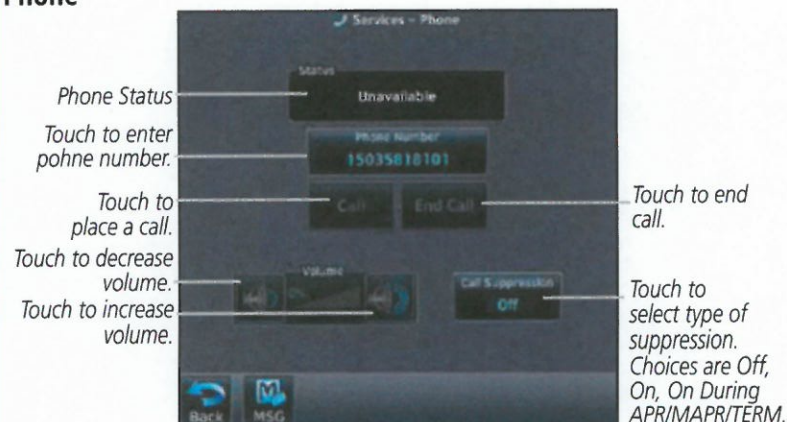 Phone
Services – Phone
Status
Unavailable
Phone Status
Phone Number
15035818101
Touch to enter
pohne number.
Call
End Call
Touch to
place a call.
Touch to end
call.
Touch to decrease
volume.
Touch to increase
volume.
Volume
Call Suppression
Off
Touch to
select type of
suppression.
Choices are Off,
On, On During
APR/MAPR/TERM.
Back
MSG